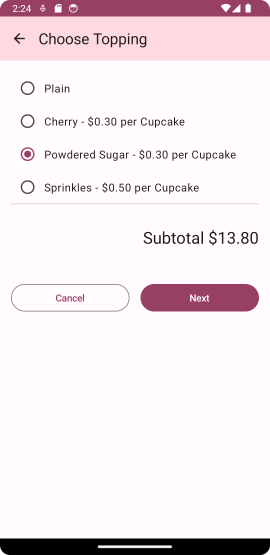 2:24
Choose Topping
Plain
Cherry - $0.30 per Cupcake
Powdered Sugar - $0.30 per Cupcake
Sprinkles - $0.50 per Cupcake
Subtotal $13.80
Cancel
Next